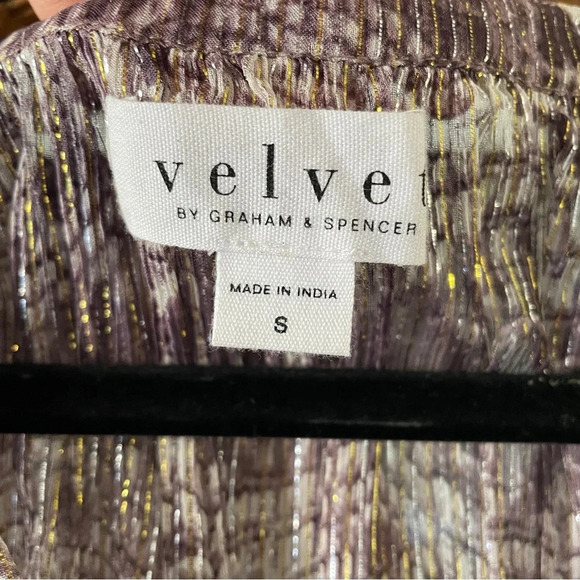 velvet
BY GRAHAM & SPENCER
MADE IN INDIA
S